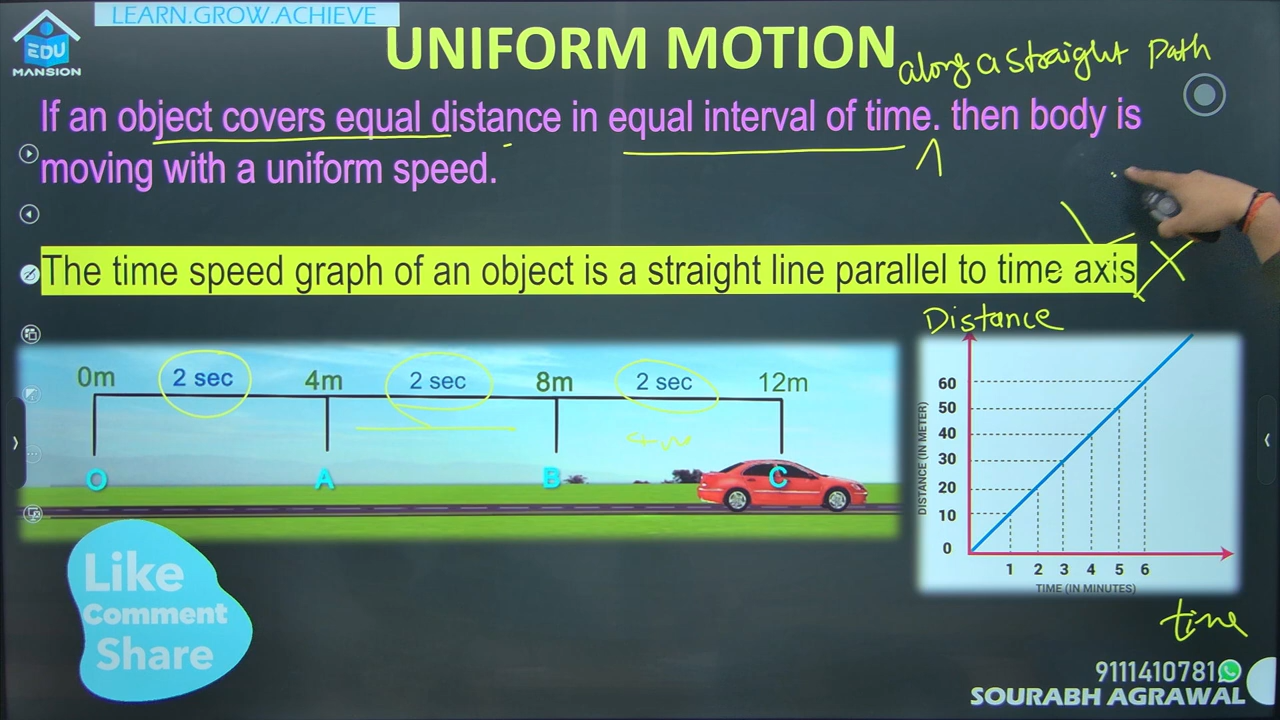 LEARN.GROW.ACHIEVE
EDU
MANSION
UNIFORM MOTION
along a straight path
If an object covers equal distance in equal interval of time. then body is
moving with a uniform speed.
The time speed graph of an object is a straight line parallel to time axis
0m 2 sec 4m 2 sec 8m 2 sec 12m
O A B C
Distance
DISTANCE (IN METER)
60
50
40
30
20
10
0
1 2 3 4 5 6
TIME (IN MINUTES)
time
Like
Comment
Share
9111410781
SOURABH AGRAWAL